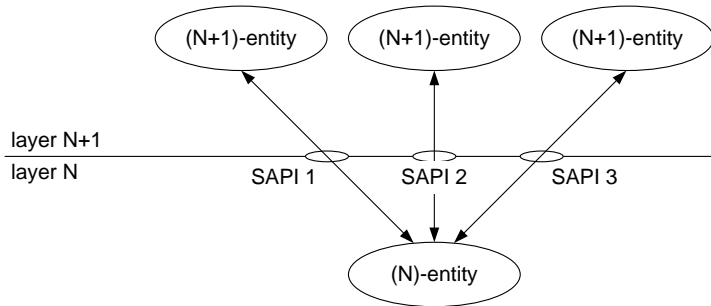 (N+1)-entity (N+1)-entity (N+1)-entity
layer N+1
layer N
SAPI 1 SAPI 2 SAPI 3
(N)-entity